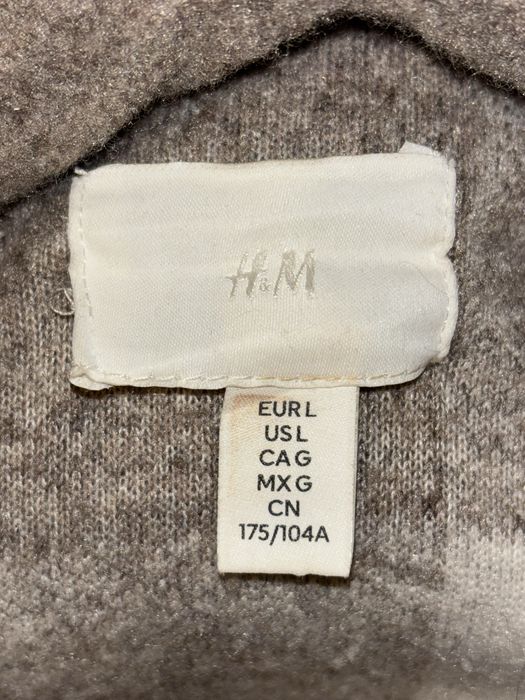 H&M
EUR L
US L
CA G
MX G
CN
175/104A